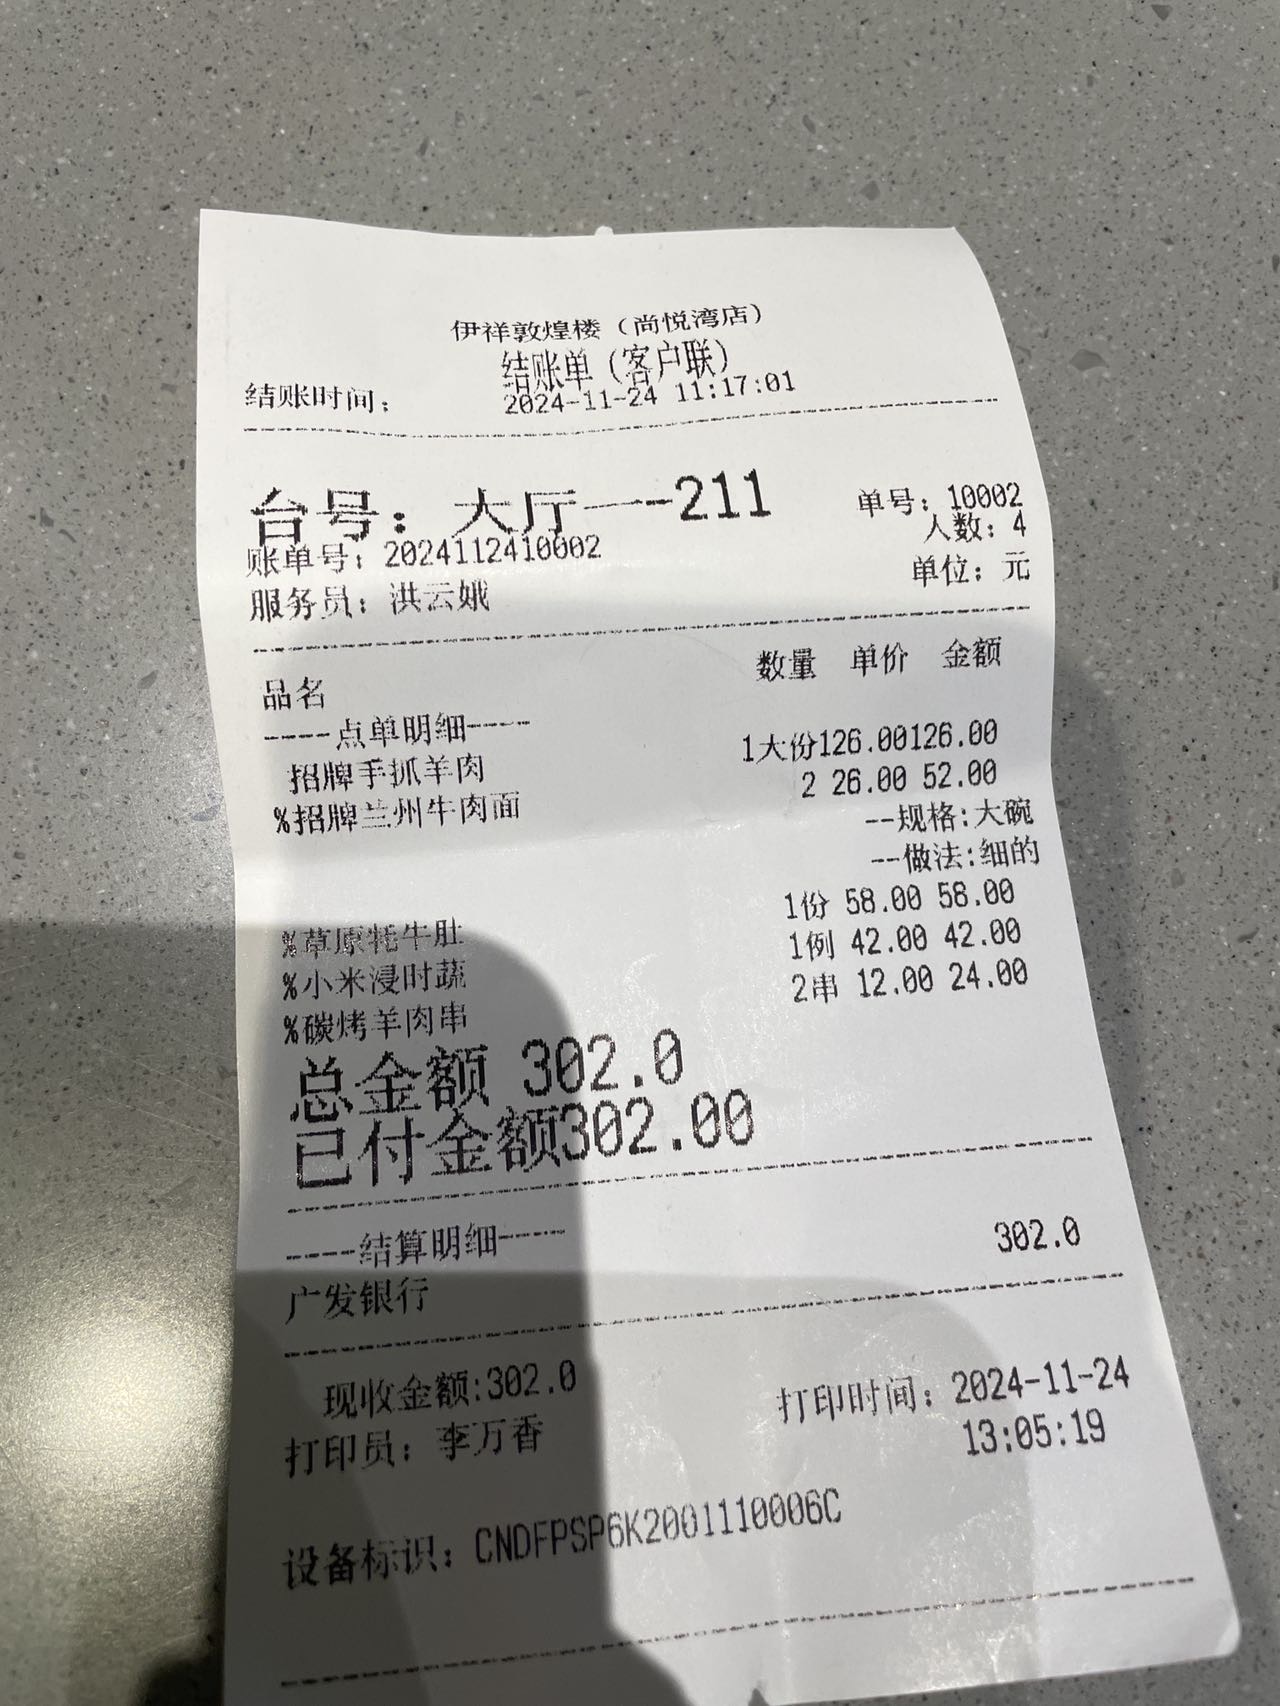 伊祥敦煌楼（尚悦湾店）
结账单（客户联）
结账时间： 2024-11-24 11:17:01
台号：大厅一--211 单号：10002
人数：4
账单号：2024112410002
单位：元
服务员：洪云娥
品名 数量 单价 金额
----点单明细----
招牌手抓羊肉 1大份126.00126.00
%招牌兰州牛肉面 2 26.00 52.00
--规格:大碗
--做法:细的
%草原牦牛肚 1份 58.00 58.00
%小米浸时蔬 1例 42.00 42.00
%碳烤羊肉串 2串 12.00 24.00
总金额 302.0
已付金额302.00
----结算明细----
广发银行 302.0
现收金额:302.0
打印员：李万香 打印时间：2024-11-24
13:05:19
设备标识：CNDFPSP6K2001110006C